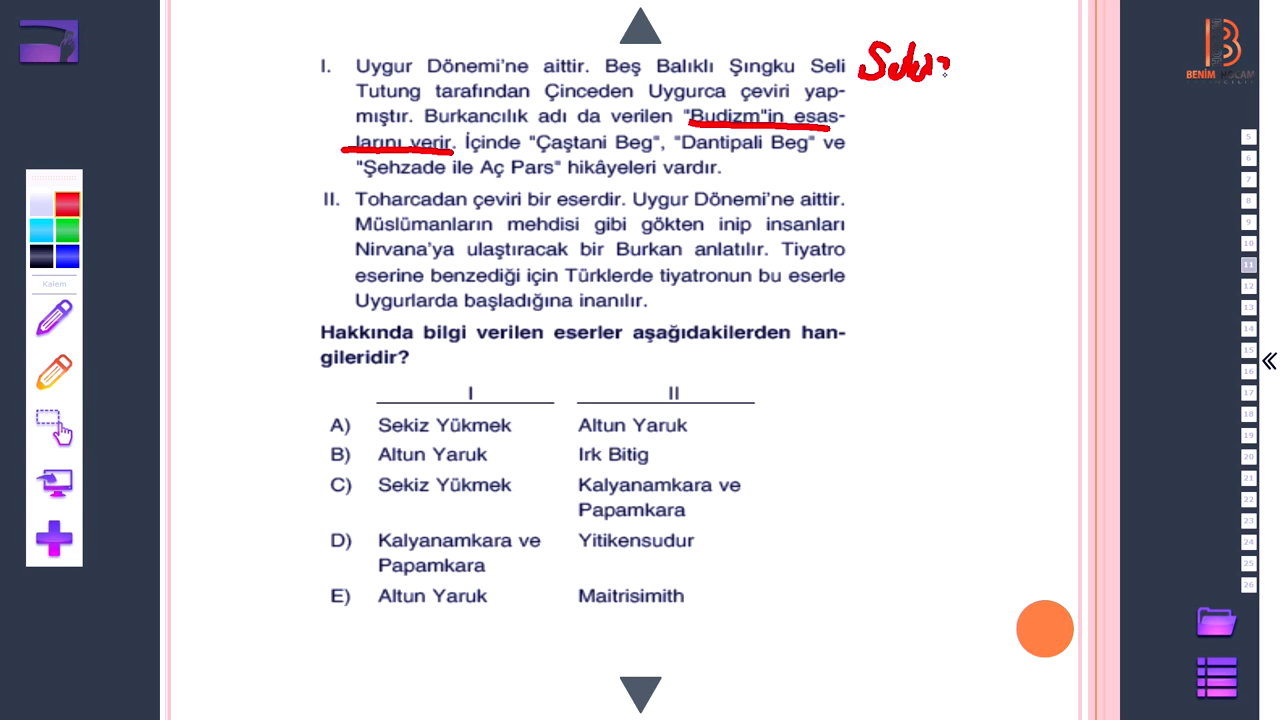 I. Uygur Dönemi'ne aittir. Beş Balıklı Şıngku Seli
Tutung tarafından Çinceden Uygurca çeviri yap-
mıştır. Burkancılık adı da verilen "Budizm"in esas-
larını verir. İçinde "Çaştani Beg", "Dantipali Beg" ve
"Şehzade ile Aç Pars" hikâyeleri vardır.
II. Toharcadan çeviri bir eserdir. Uygur Dönemi'ne aittir.
Müslümanların mehdisi gibi gökten inip insanları
Nirvana'ya ulaştıracak bir Burkan anlatılır. Tiyatro
eserine benzediği için Türklerde tiyatronun bu eserle
Uygurlarda başladığına inanılır.
Hakkında bilgi verilen eserler aşağıdakilerden han-
gileridir?
I II
A) Sekiz Yükmek Altun Yaruk
B) Altun Yaruk Irk Bitig
C) Sekiz Yükmek Kalyanamkara ve
Papamkara
D) Kalyanamkara ve Yitikensudur
Papamkara
E) Altun Yaruk Maitrisimith
Kalem
BENİM HOCAM
5
6
7
8
9
10
11
12
13
14
15
16
17
18
19
20
21
22
23
24
25
26